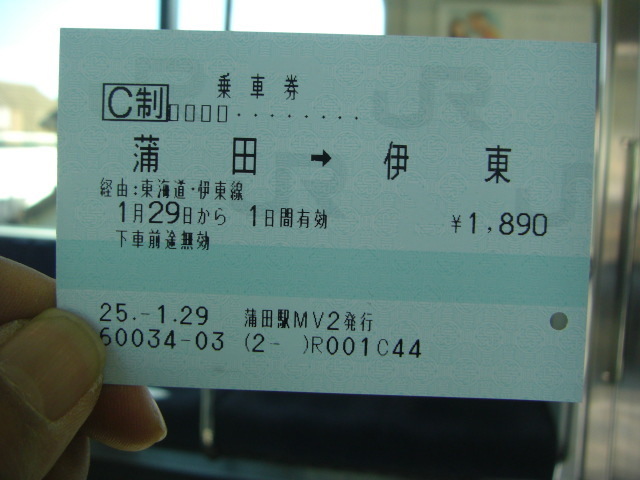 乗車券
C制 □□□□・・・・・・・・
蒲田 → 伊東
経由:東海道・伊東線
1月29日から 1日間有効 ¥1,890
下車前途無効
25.-1.29 蒲田駅MV2発行
60034-03 (2- )R001C44